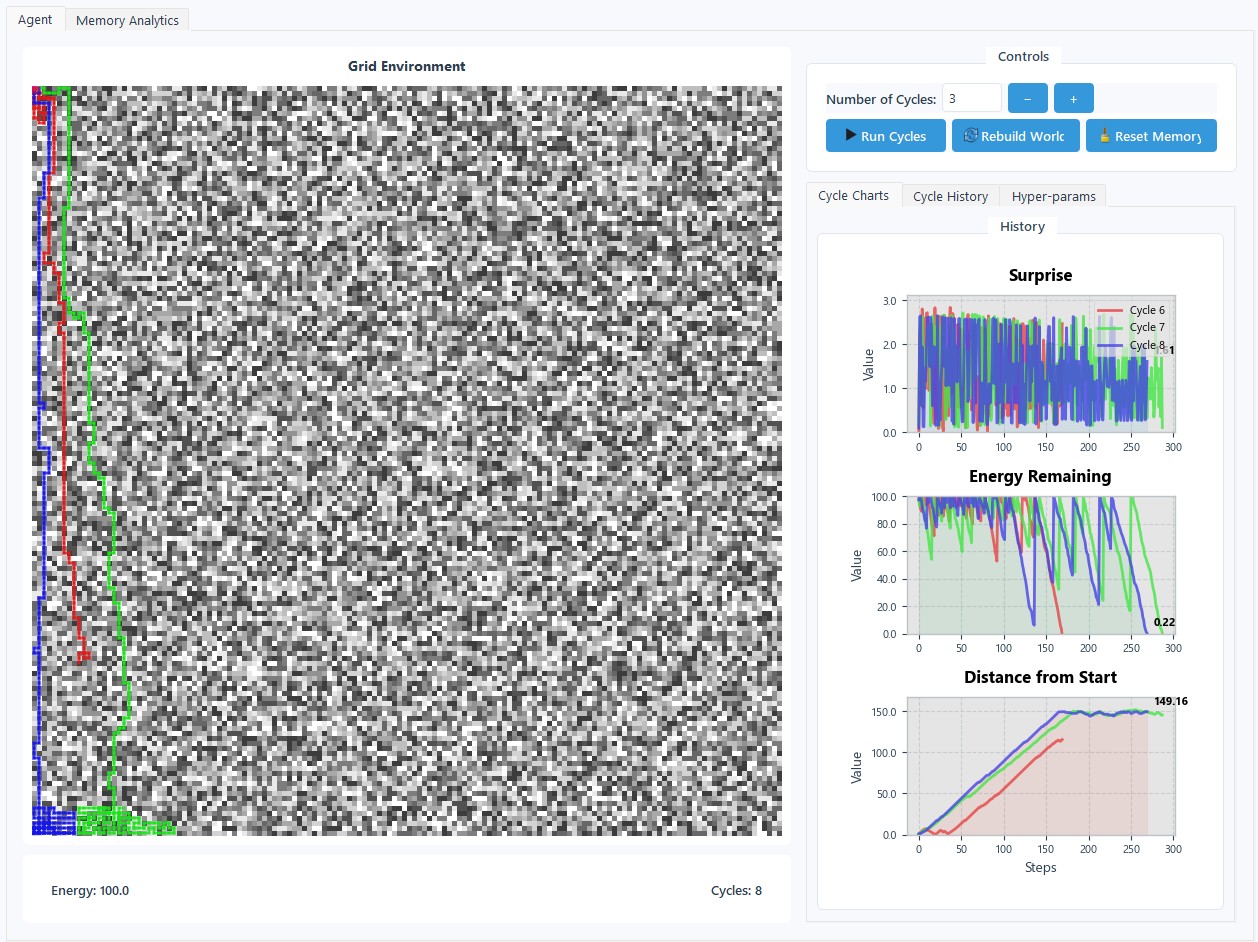 Agent
Memory Analytics
Grid Environment
Energy: 100.0
Cycles: 8
Controls
Number of Cycles: 3 − +
Run Cycles
Rebuild World
Reset Memory
Cycle Charts
Cycle History
Hyper-params
History
Surprise
3.0
2.0
1.0
0.0
Value
Cycle 6
Cycle 7
Cycle 8
1.61
0 50 100 150 200 250 300
Energy Remaining
100.0
80.0
60.0
40.0
20.0
0.0
Value
0.22
0 50 100 150 200 250 300
Distance from Start
149.16
150.0
100.0
50.0
0.0
Value
0 50 100 150 200 250 300
Steps